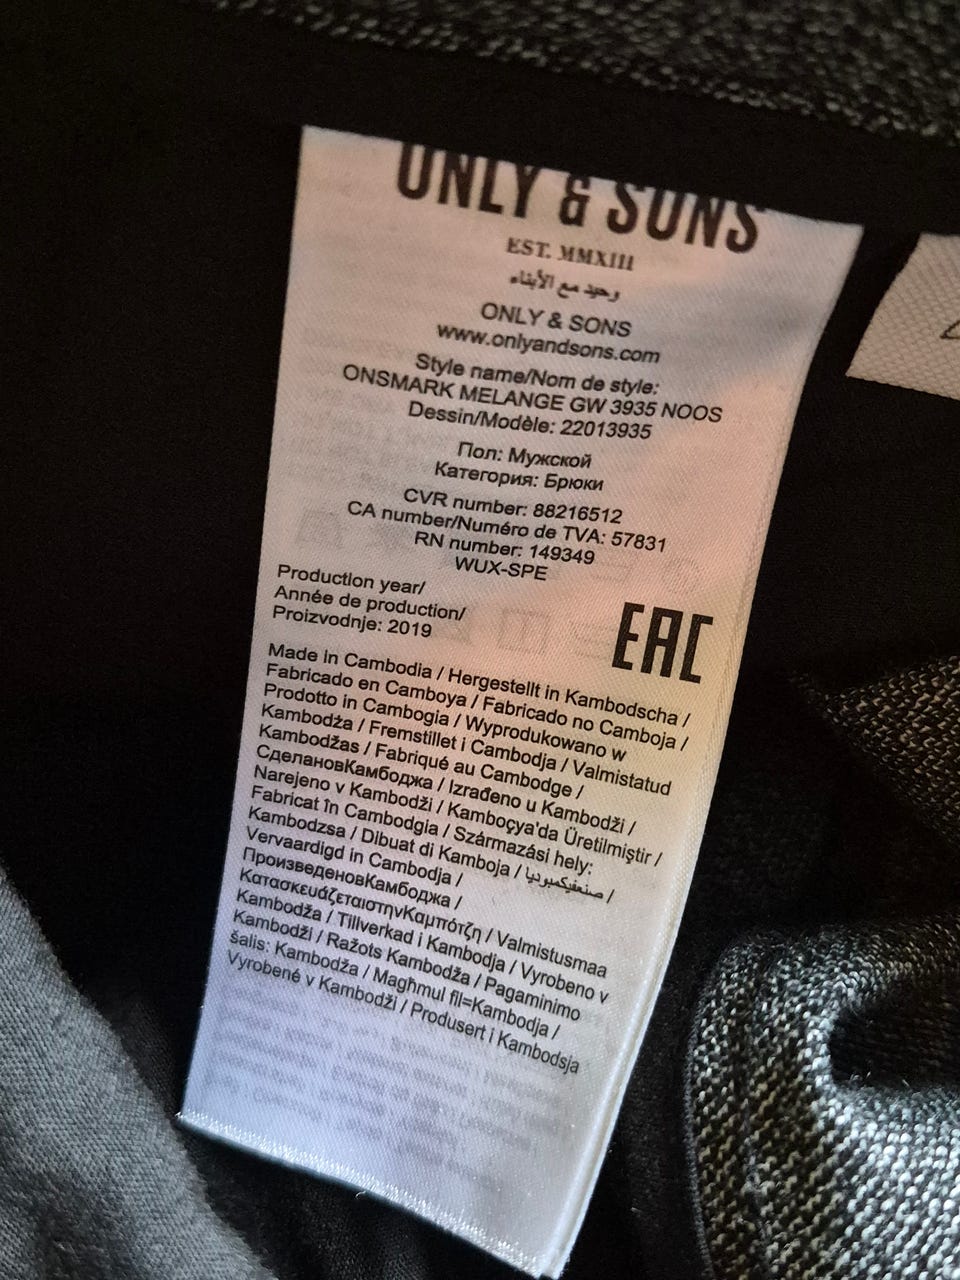 ONLY & SONS
EST. MMXIII
وحيد مع الأبناء
ONLY & SONS
www.onlyandsons.com
Style name/Nom de style:
ONSMARK MELANGE GW 3935 NOOS
Dessin/Modèle: 22013935
Пол: Мужской
Категория: Брюки
CVR number: 88216512
CA number/Numéro de TVA: 57831
RN number: 149349
WUX-SPE
Production year/
Année de production/
Proizvodnje: 2019
EAC
Made in Cambodia / Hergestellt in Kambodscha /
Fabricado en Camboya / Fabricado no Camboja /
Prodotto in Cambogia / Wyprodukowano w
Kambodża / Fremstillet i Cambodja / Valmistatud
Kambodžas / Fabriqué au Cambodge /
СделановКамбоджа / Izrađeno u Kambodži /
Narejeno v Kambodži / Kamboçya'da Üretilmiştir /
Fabricat în Cambodgia / Származási hely:
Kambodzsa / Dibuat di Kamboja / صنعفيكمبوديا /
Vervaardigd in Cambodja /
ПроизведеновКамбоджа /
ΚατασκευάζεταιστηνΚαμπότζη / Valmistusmaa
Kambodža / Tillverkad i Kambodja / Vyrobeno v
Kambodži / Ražots Kambodža / Pagaminimo
šalis: Kambodža / Maghmul fil=Kambodja /
Vyrobené v Kambodži / Produsert i Kambodsja